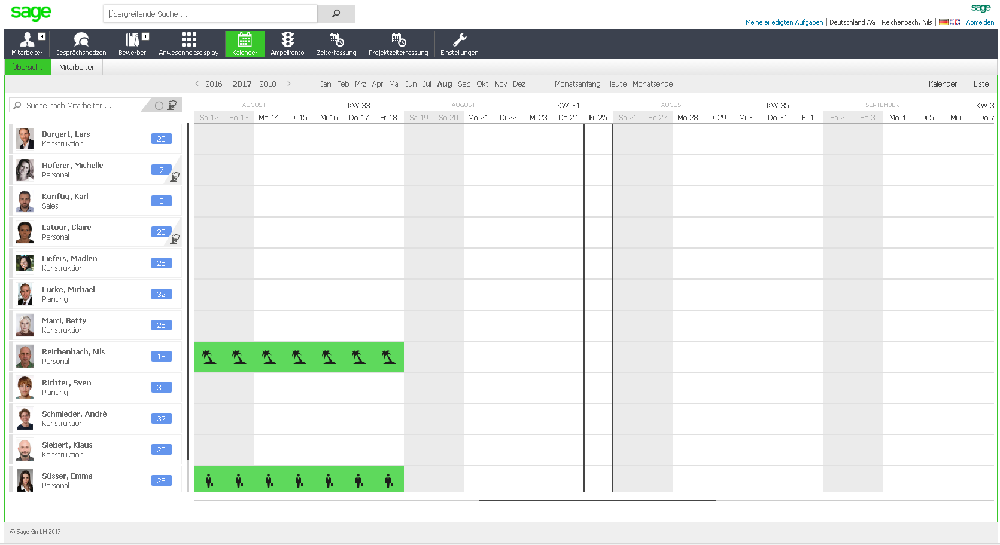 sage
Übergreifende Suche ...
sage
Meine erledigten Aufgaben | Deutschland AG | Reichenbach, Nils | Abmelden
Mitarbeiter 9 Gesprächsnotizen Bewerber 1 Anwesenheitsdisplay Kalender Ampelkonto Zeiterfassung Projektzeiterfassung Einstellungen
Übersicht Mitarbeiter
< 2016 2017 2018 > Jan Feb Mrz Apr Mai Jun Jul Aug Sep Okt Nov Dez Monatsanfang Heute Monatsende Kalender Liste
Suche nach Mitarbeiter ...
AUGUST KW 33 AUGUST KW 34 AUGUST KW 35 SEPTEMBER KW 3
Sa 12 So 13 Mo 14 Di 15 Mi 16 Do 17 Fr 18 Sa 19 So 20 Mo 21 Di 22 Mi 23 Do 24 Fr 25 Sa 26 So 27 Mo 28 Di 29 Mi 30 Do 31 Fr 1 Sa 2 So 3 Mo 4 Di 5 Mi 6 Do 7
Burgert, Lars 28
Konstruktion
Hoferer, Michelle 7
Personal
Künftig, Karl 0
Sales
Latour, Claire 28
Personal
Liefers, Madlen 25
Konstruktion
Lucke, Michael 32
Planung
Marci, Betty 25
Konstruktion
Reichenbach, Nils 18
Personal
Richter, Sven 30
Planung
Schmieder, André 32
Konstruktion
Siebert, Klaus 25
Konstruktion
Süsser, Emma 28
Personal
© Sage GmbH 2017